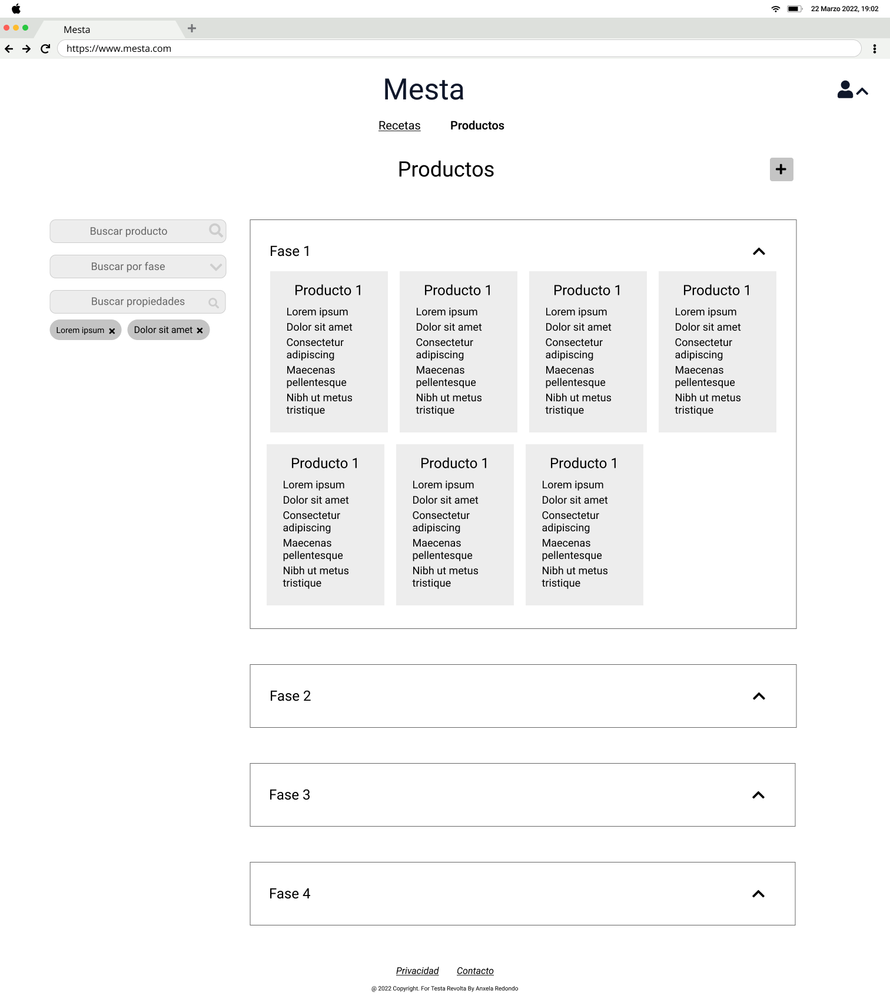 22 Marzo 2022, 19:02
Mesta
https://www.mesta.com
Mesta
Recetas Productos
Productos
Buscar producto
Buscar por fase
Buscar propiedades
Lorem ipsum
Dolor sit amet
Fase 1
Producto 1
Lorem ipsum
Dolor sit amet
Consectetur
adipiscing
Maecenas
pellentesque
Nibh ut metus
tristique
Producto 1
Lorem ipsum
Dolor sit amet
Consectetur
adipiscing
Maecenas
pellentesque
Nibh ut metus
tristique
Producto 1
Lorem ipsum
Dolor sit amet
Consectetur
adipiscing
Maecenas
pellentesque
Nibh ut metus
tristique
Producto 1
Lorem ipsum
Dolor sit amet
Consectetur
adipiscing
Maecenas
pellentesque
Nibh ut metus
tristique
Producto 1
Lorem ipsum
Dolor sit amet
Consectetur
adipiscing
Maecenas
pellentesque
Nibh ut metus
tristique
Producto 1
Lorem ipsum
Dolor sit amet
Consectetur
adipiscing
Maecenas
pellentesque
Nibh ut metus
tristique
Producto 1
Lorem ipsum
Dolor sit amet
Consectetur
adipiscing
Maecenas
pellentesque
Nibh ut metus
tristique
Fase 2
Fase 3
Fase 4
Privacidad Contacto
@ 2022 Copyright. For Testa Revolta By Anxela Redondo